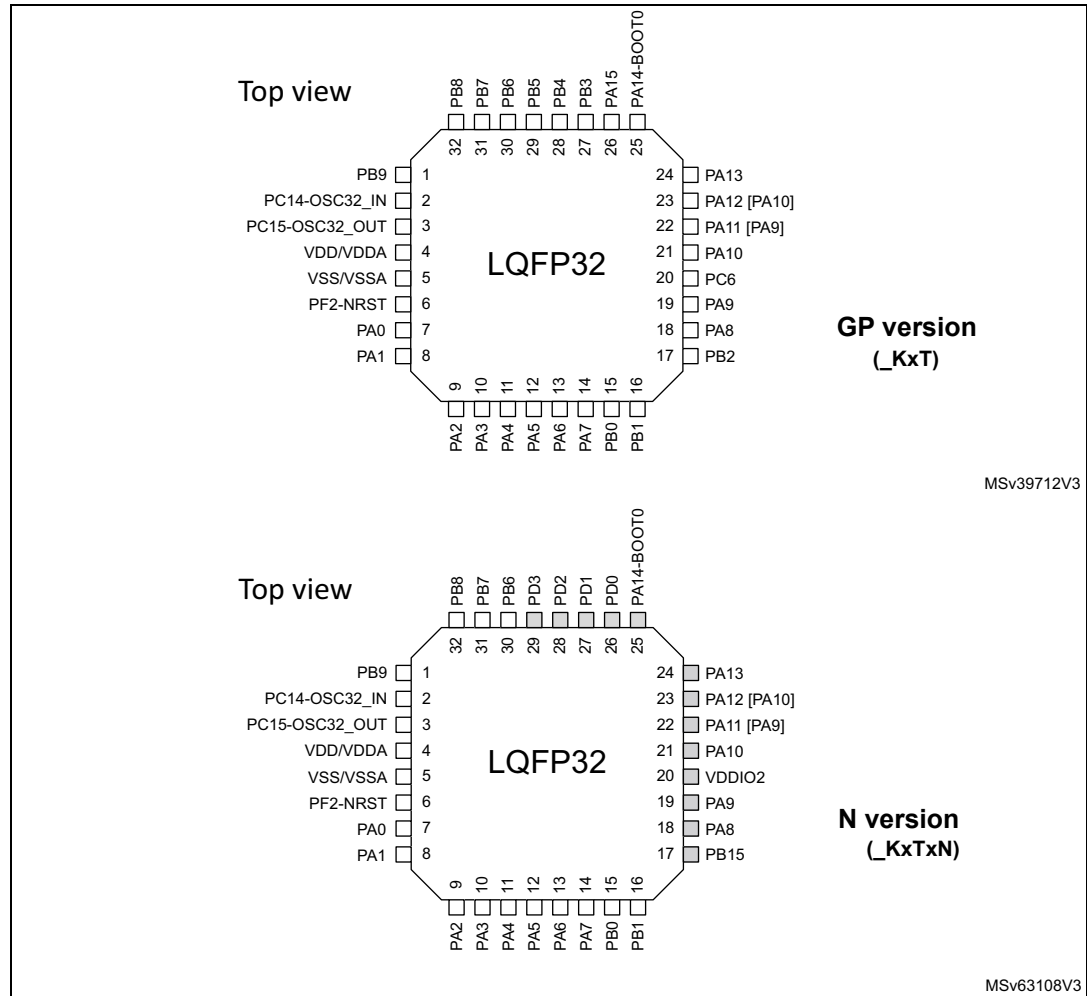 Top view
PB8
PB7
PB6
PB5
PB4
PB3
PA15
PA14-BOOT0
32
31
30
29
28
27
26
25
PB9 1
PC14-OSC32_IN 2
PC15-OSC32_OUT 3
VDD/VDDA 4
VSS/VSSA 5
PF2-NRST 6
PA0 7
PA1 8
LQFP32
24 PA13
23 PA12 [PA10]
22 PA11 [PA9]
21 PA10
20 PC6
19 PA9
18 PA8
17 PB2
9
10
11
12
13
14
15
16
PA2
PA3
PA4
PA5
PA6
PA7
PB0
PB1
GP version
(_KxT)
MSv39712V3
Top view
PB8
PB7
PB6
PD3
PD2
PD1
PD0
PA14-BOOT0
32
31
30
29
28
27
26
25
PB9 1
PC14-OSC32_IN 2
PC15-OSC32_OUT 3
VDD/VDDA 4
VSS/VSSA 5
PF2-NRST 6
PA0 7
PA1 8
LQFP32
24 PA13
23 PA12 [PA10]
22 PA11 [PA9]
21 PA10
20 VDDIO2
19 PA9
18 PA8
17 PB15
9
10
11
12
13
14
15
16
PA2
PA3
PA4
PA5
PA6
PA7
PB0
PB1
N version
(_KxTxN)
MSv63108V3